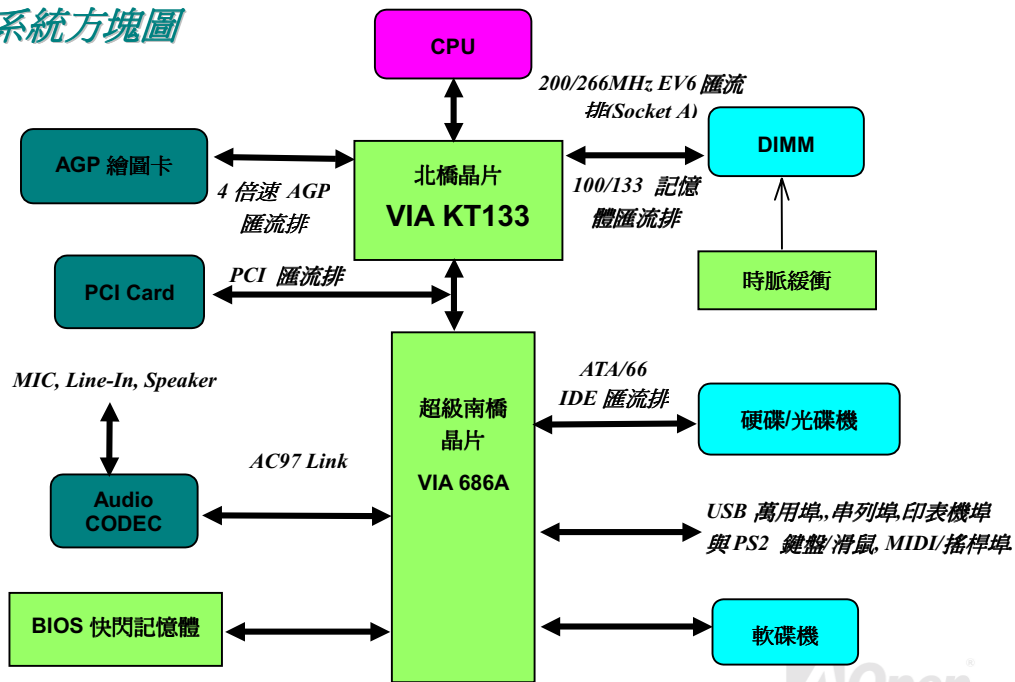 系統方塊圖
CPU
200/266MHz EV6 匯流
排(Socket A)
AGP 繪圖卡
4 倍速 AGP
匯流排
北橋晶片
VIA KT133
DIMM
100/133 記憶
體匯流排
PCI Card
PCI 匯流排
時脈緩衝
MIC, Line-In, Speaker
超級南橋
晶片
VIA 686A
ATA/66
IDE 匯流排
硬碟/光碟機
AC97 Link
Audio
CODEC
USB 萬用埠,,串列埠,印表機埠
與 PS2 鍵盤/滑鼠, MIDI/搖桿埠.
BIOS 快閃記憶體
軟碟機
AOpen
®